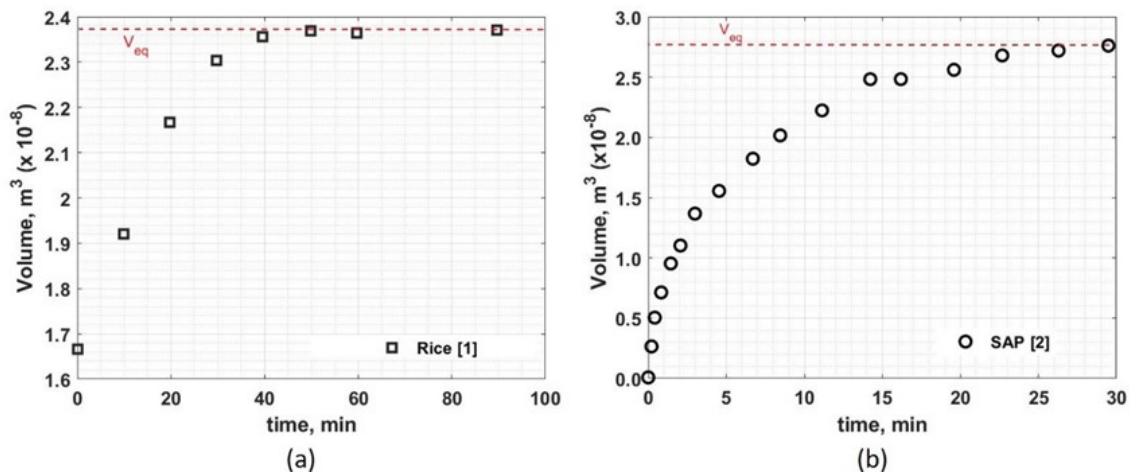 2.4
2.3
2.2
2.1
2
1.9
1.8
1.7
1.6
Volume, m³ (x 10⁻⁸)
V_eq
Rice [1]
0 20 40 60 80 100
time, min
(a)
3.0
2.5
2.0
1.5
1.0
0.5
0.0
Volume, m³ (x10⁻⁸)
V_eq
SAP [2]
0 5 10 15 20 25 30
time, min
(b)